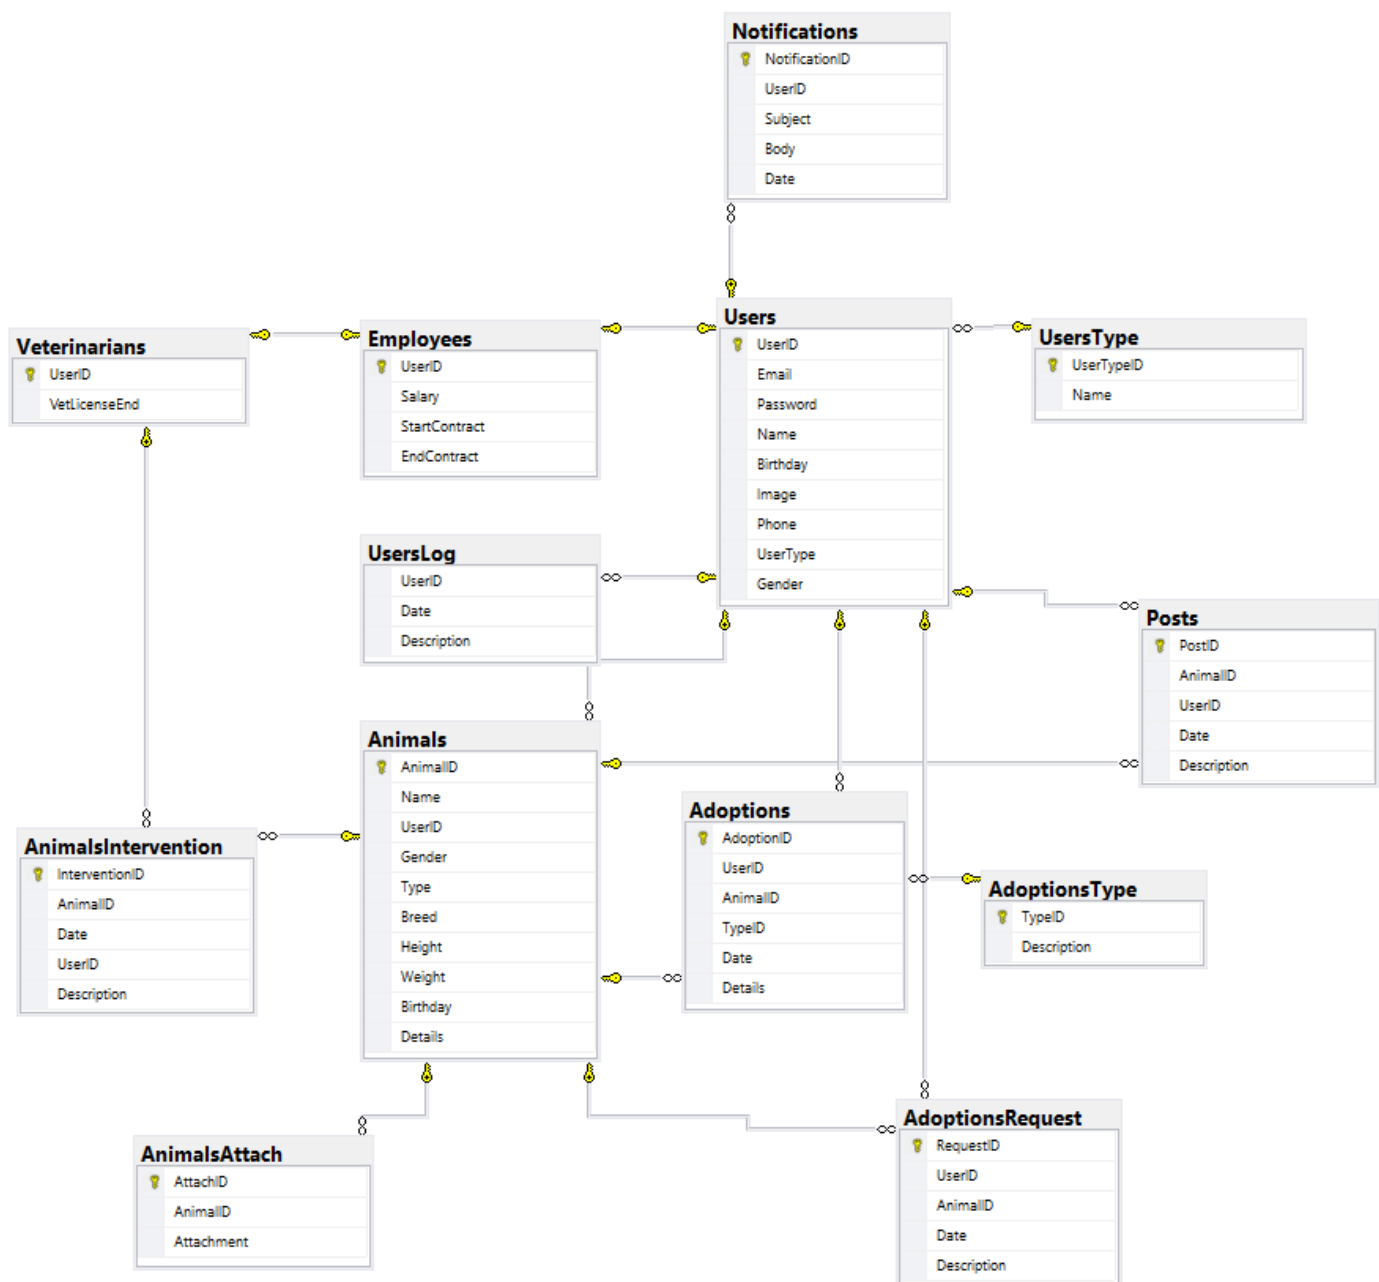 Notifications
NotificationID
UserID
Subject
Body
Date
Veterinarians
UserID
VetLicenseEnd
Employees
UserID
Salary
StartContract
EndContract
Users
UserID
Email
Password
Name
Birthday
Image
Phone
UserType
Gender
UsersType
UserTypeID
Name
UsersLog
UserID
Date
Description
Posts
PostID
AnimalID
UserID
Date
Description
Animals
AnimalID
Name
UserID
Gender
Type
Breed
Height
Weight
Birthday
Details
Adoptions
AdoptionID
UserID
AnimalID
TypeID
Date
Details
AdoptionsType
TypeID
Description
AnimalsIntervention
InterventionID
AnimalID
Date
UserID
Description
AnimalsAttach
AttachID
AnimalID
Attachment
AdoptionsRequest
RequestID
UserID
AnimalID
Date
Description